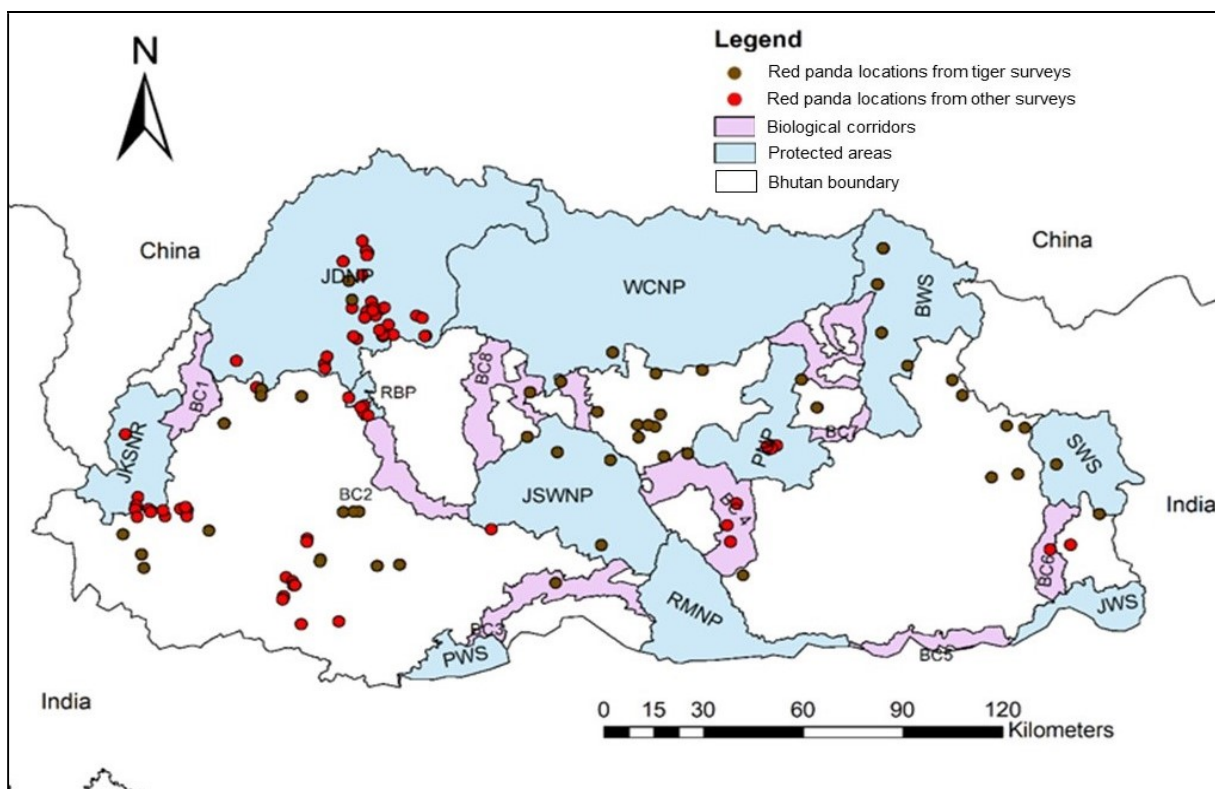 N
Legend
Red panda locations from tiger surveys
Red panda locations from other surveys
Biological corridors
Protected areas
Bhutan boundary
China
China
JDNP
WCNP
BWS
BC8
BC1
RBP
JKSNR
PNP
BC7
SWS
BC2
JSWNP
BC4
India
BC6
RMNP
JWS
BC3
PWS
BC5
India
0 15 30 60 90 120
Kilometers